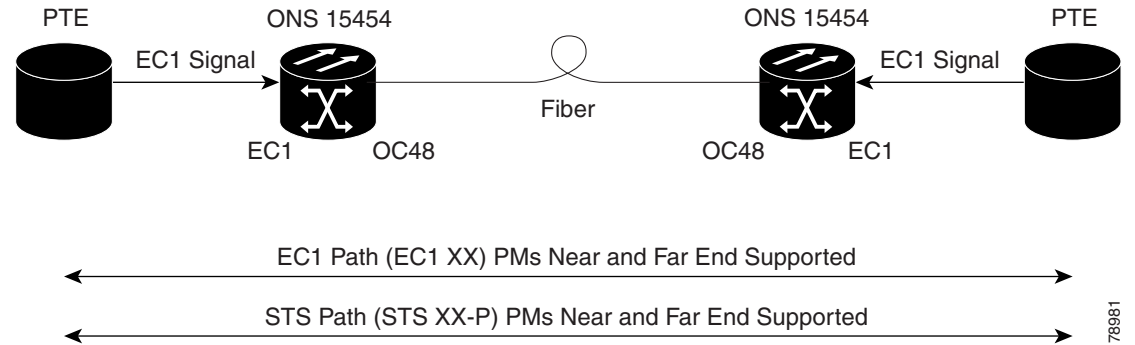 PTE
ONS 15454
ONS 15454
PTE
EC1 Signal
EC1 Signal
Fiber
EC1
OC48
OC48
EC1
EC1 Path (EC1 XX) PMs Near and Far End Supported
STS Path (STS XX-P) PMs Near and Far End Supported
78981